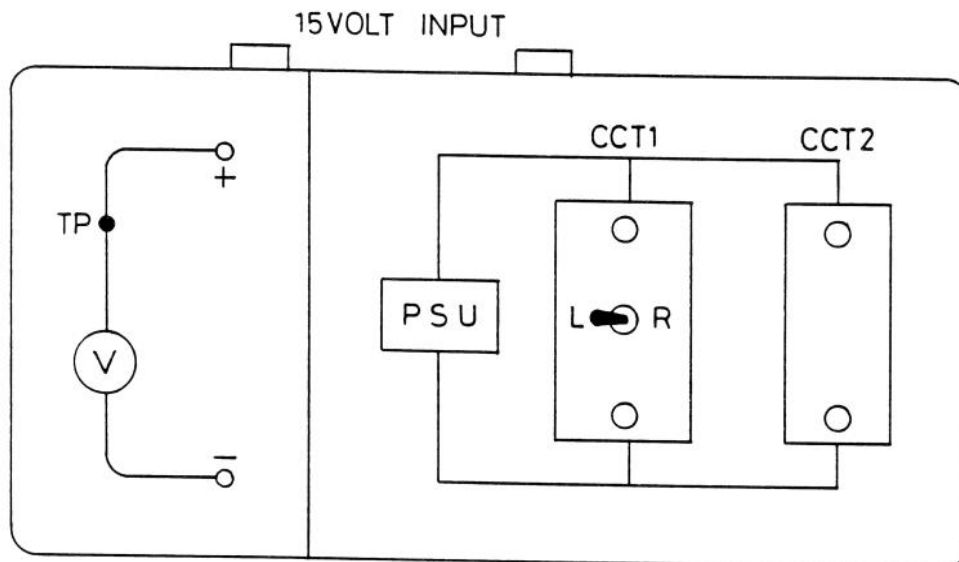 15VOLT INPUT
CCT1 CCT2
+
TP
PSU
L R
V
−